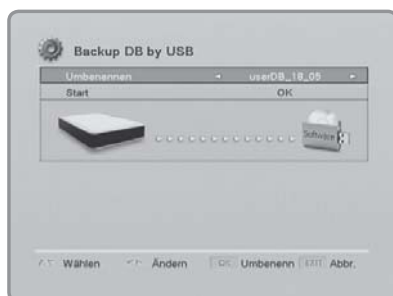 Backup DB by USB
Umbenennen userDB_18_05
Start OK
Software
Wählen Ändern OK Umbenenn EXIT Abbr.